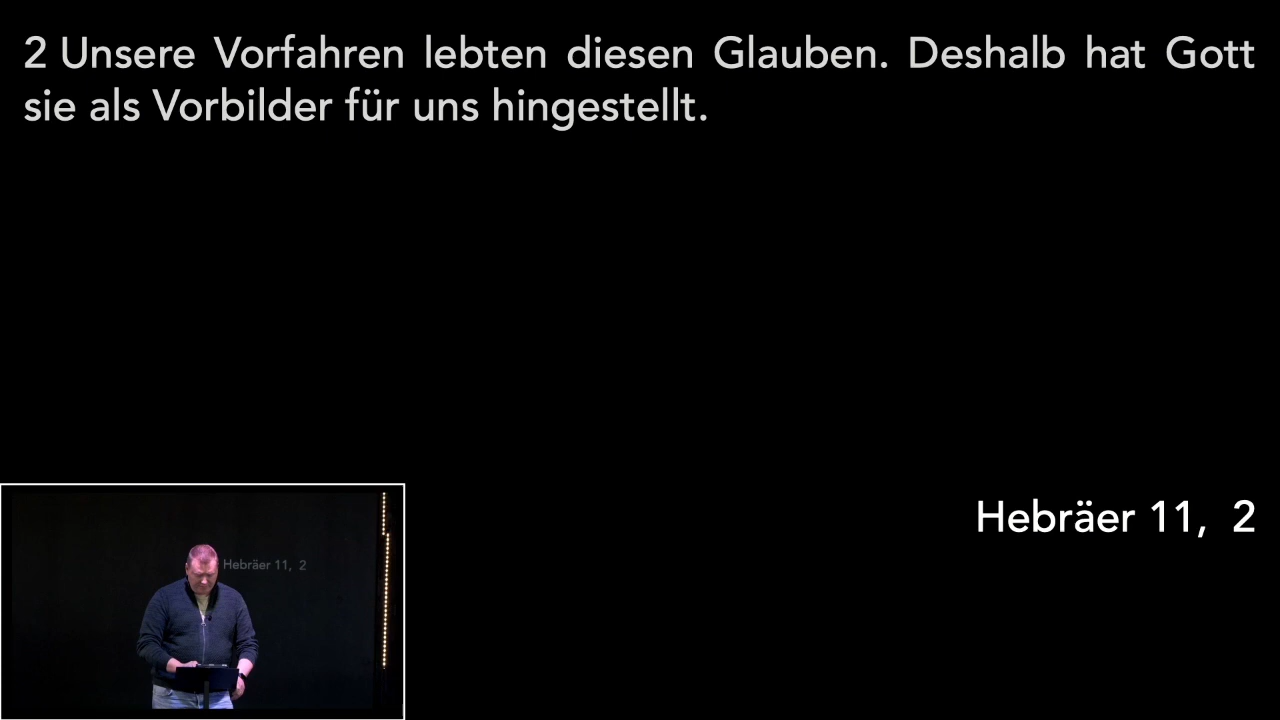 2 Unsere Vorfahren lebten diesen Glauben. Deshalb hat Gott
sie als Vorbilder für uns hingestellt.
Hebräer 11, 2
Hebräer 11, 2